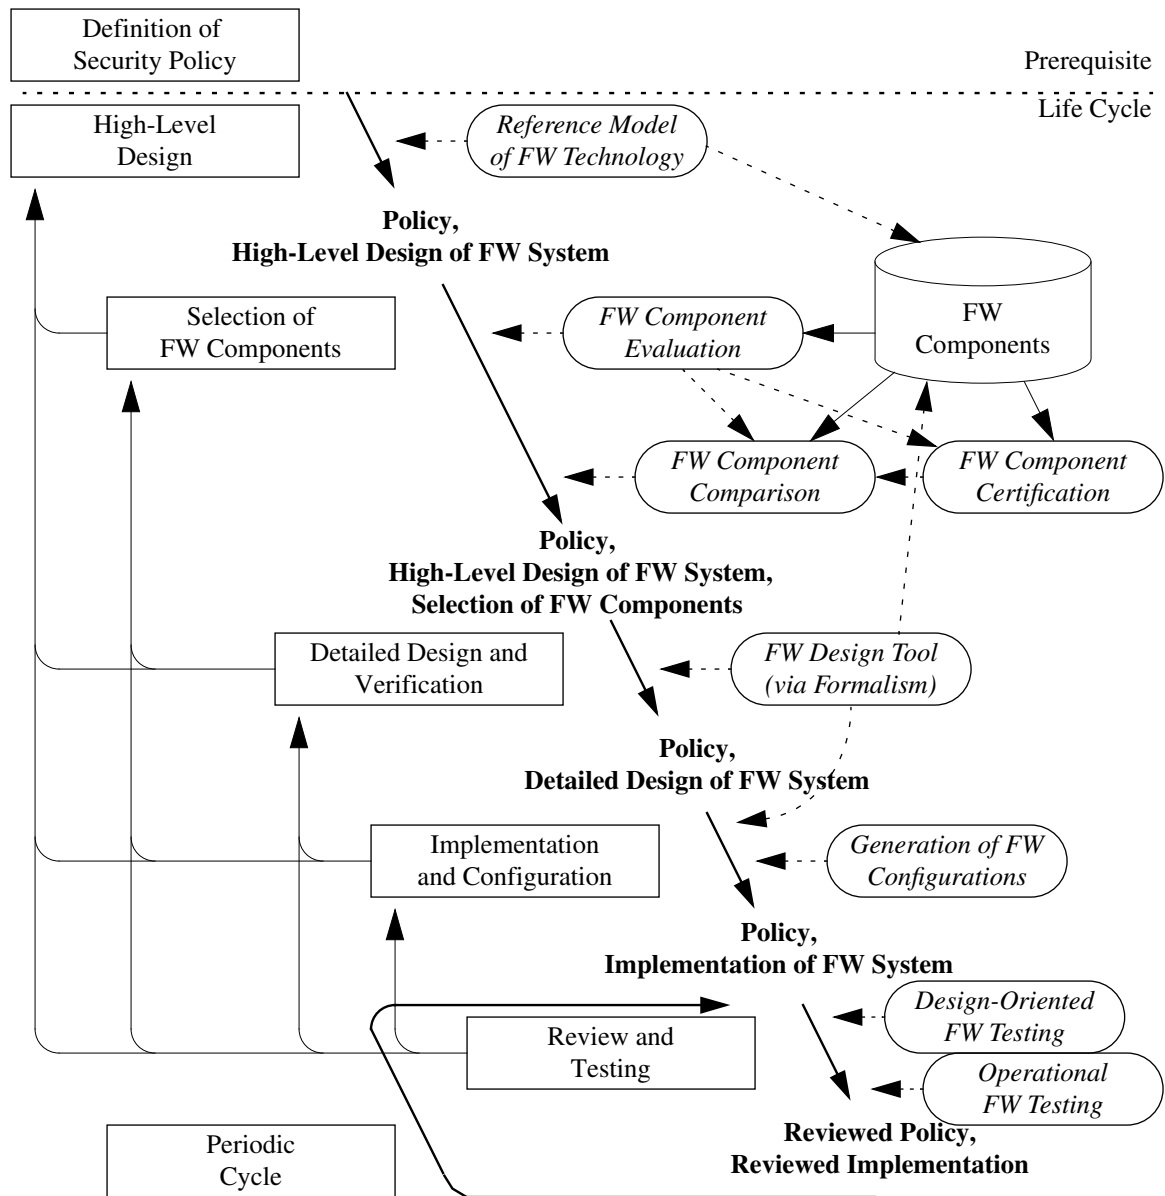 Definition of
Security Policy
Prerequisite
Life Cycle
High-Level
Design
Reference Model
of FW Technology
Policy,
High-Level Design of FW System
Selection of
FW Components
FW Component
Evaluation
FW
Components
FW Component
Comparison
FW Component
Certification
Policy,
High-Level Design of FW System,
Selection of FW Components
Detailed Design and
Verification
FW Design Tool
(via Formalism)
Policy,
Detailed Design of FW System
Implementation
and Configuration
Generation of FW
Configurations
Policy,
Implementation of FW System
Design-Oriented
FW Testing
Review and
Testing
Operational
FW Testing
Reviewed Policy,
Reviewed Implementation
Periodic
Cycle